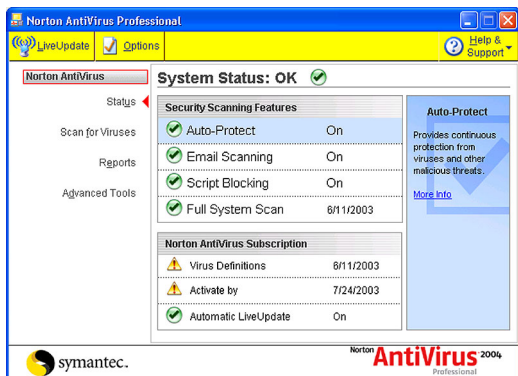 Norton AntiVirus Professional
LiveUpdate Options Help & Support
Norton AntiVirus
Status
Scan for Viruses
Reports
Advanced Tools
System Status: OK
Security Scanning Features
Auto-Protect On
Email Scanning On
Script Blocking On
Full System Scan 6/11/2003
Norton AntiVirus Subscription
Virus Definitions 6/11/2003
Activate by 7/24/2003
Automatic LiveUpdate On
Auto-Protect
Provides continuous
protection from
viruses and other
malicious threats.
More Info
symantec.
Norton AntiVirus 2004
Professional